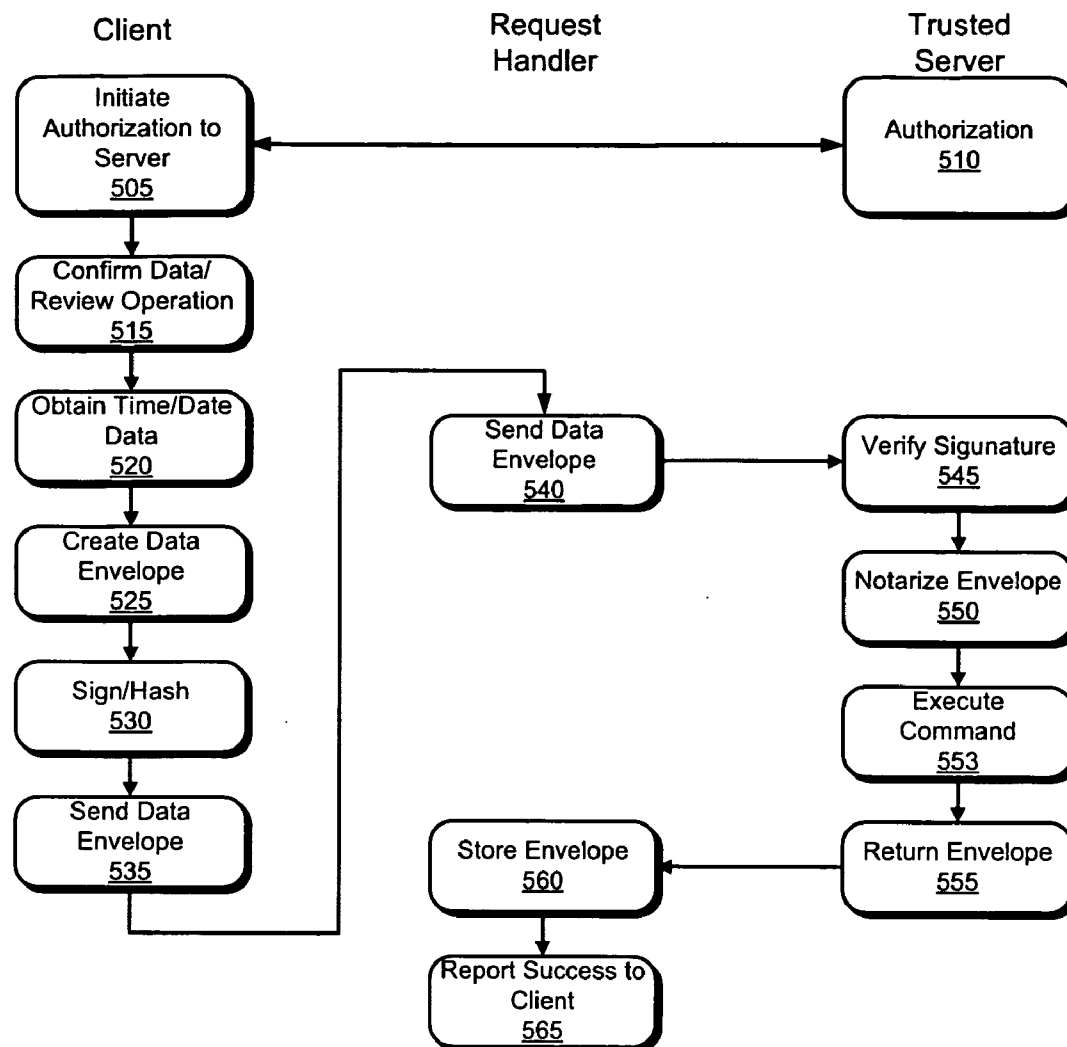 Client
Request
Handler
Trusted
Server
Initiate
Authorization to
Server
505
Authorization
510
Confirm Data/
Review Operation
515
Obtain Time/Date
Data
520
Create Data
Envelope
525
Sign/Hash
530
Send Data
Envelope
535
Send Data
Envelope
540
Verify Sigunature
545
Notarize Envelope
550
Execute
Command
553
Return Envelope
555
Store Envelope
560
Report Success to
Client
565